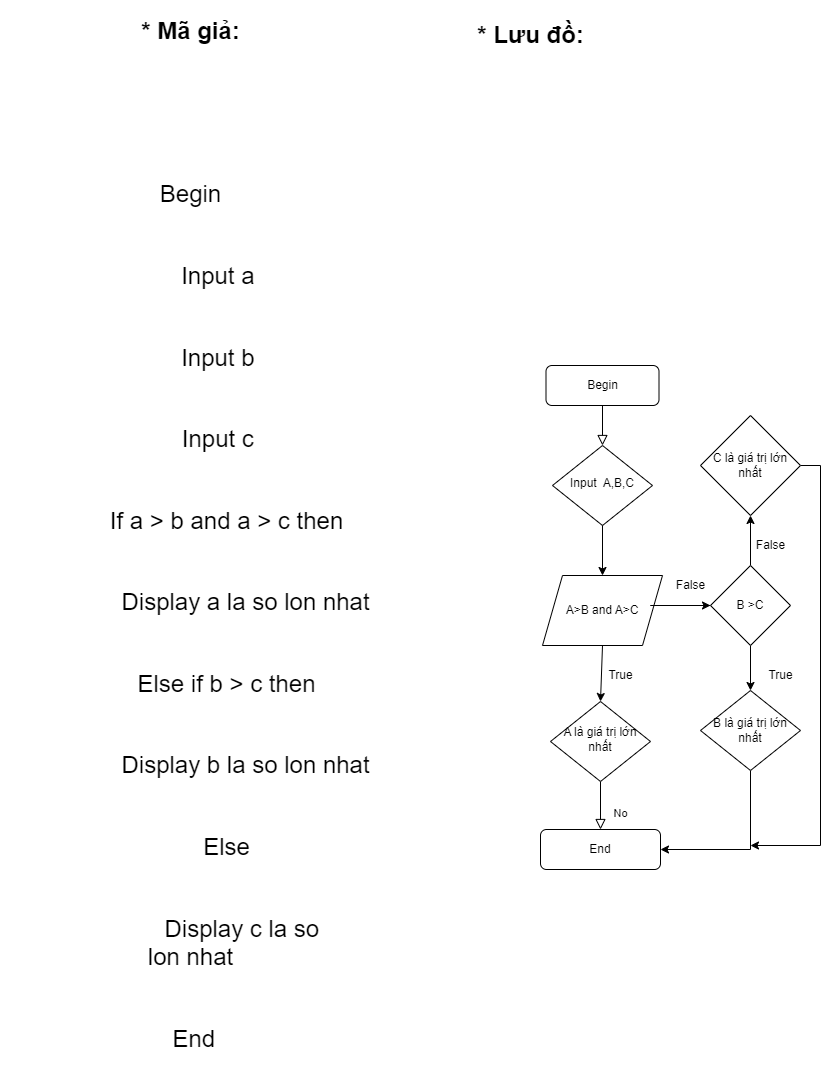 * Mã giả:
Begin
Input a
Input b
Input c
If a > b and a > c then
Display a la so lon nhat
Else if b > c then
Display b la so lon nhat
Else
Display c la so
lon nhat
End
* Lưu đồ:
Begin
Input A,B,C
A>B and A>C
False
B >C
False
C là giá trị lớn
nhất
True
B là giá trị lớn
nhất
True
A là giá trị lớn
nhất
No
End